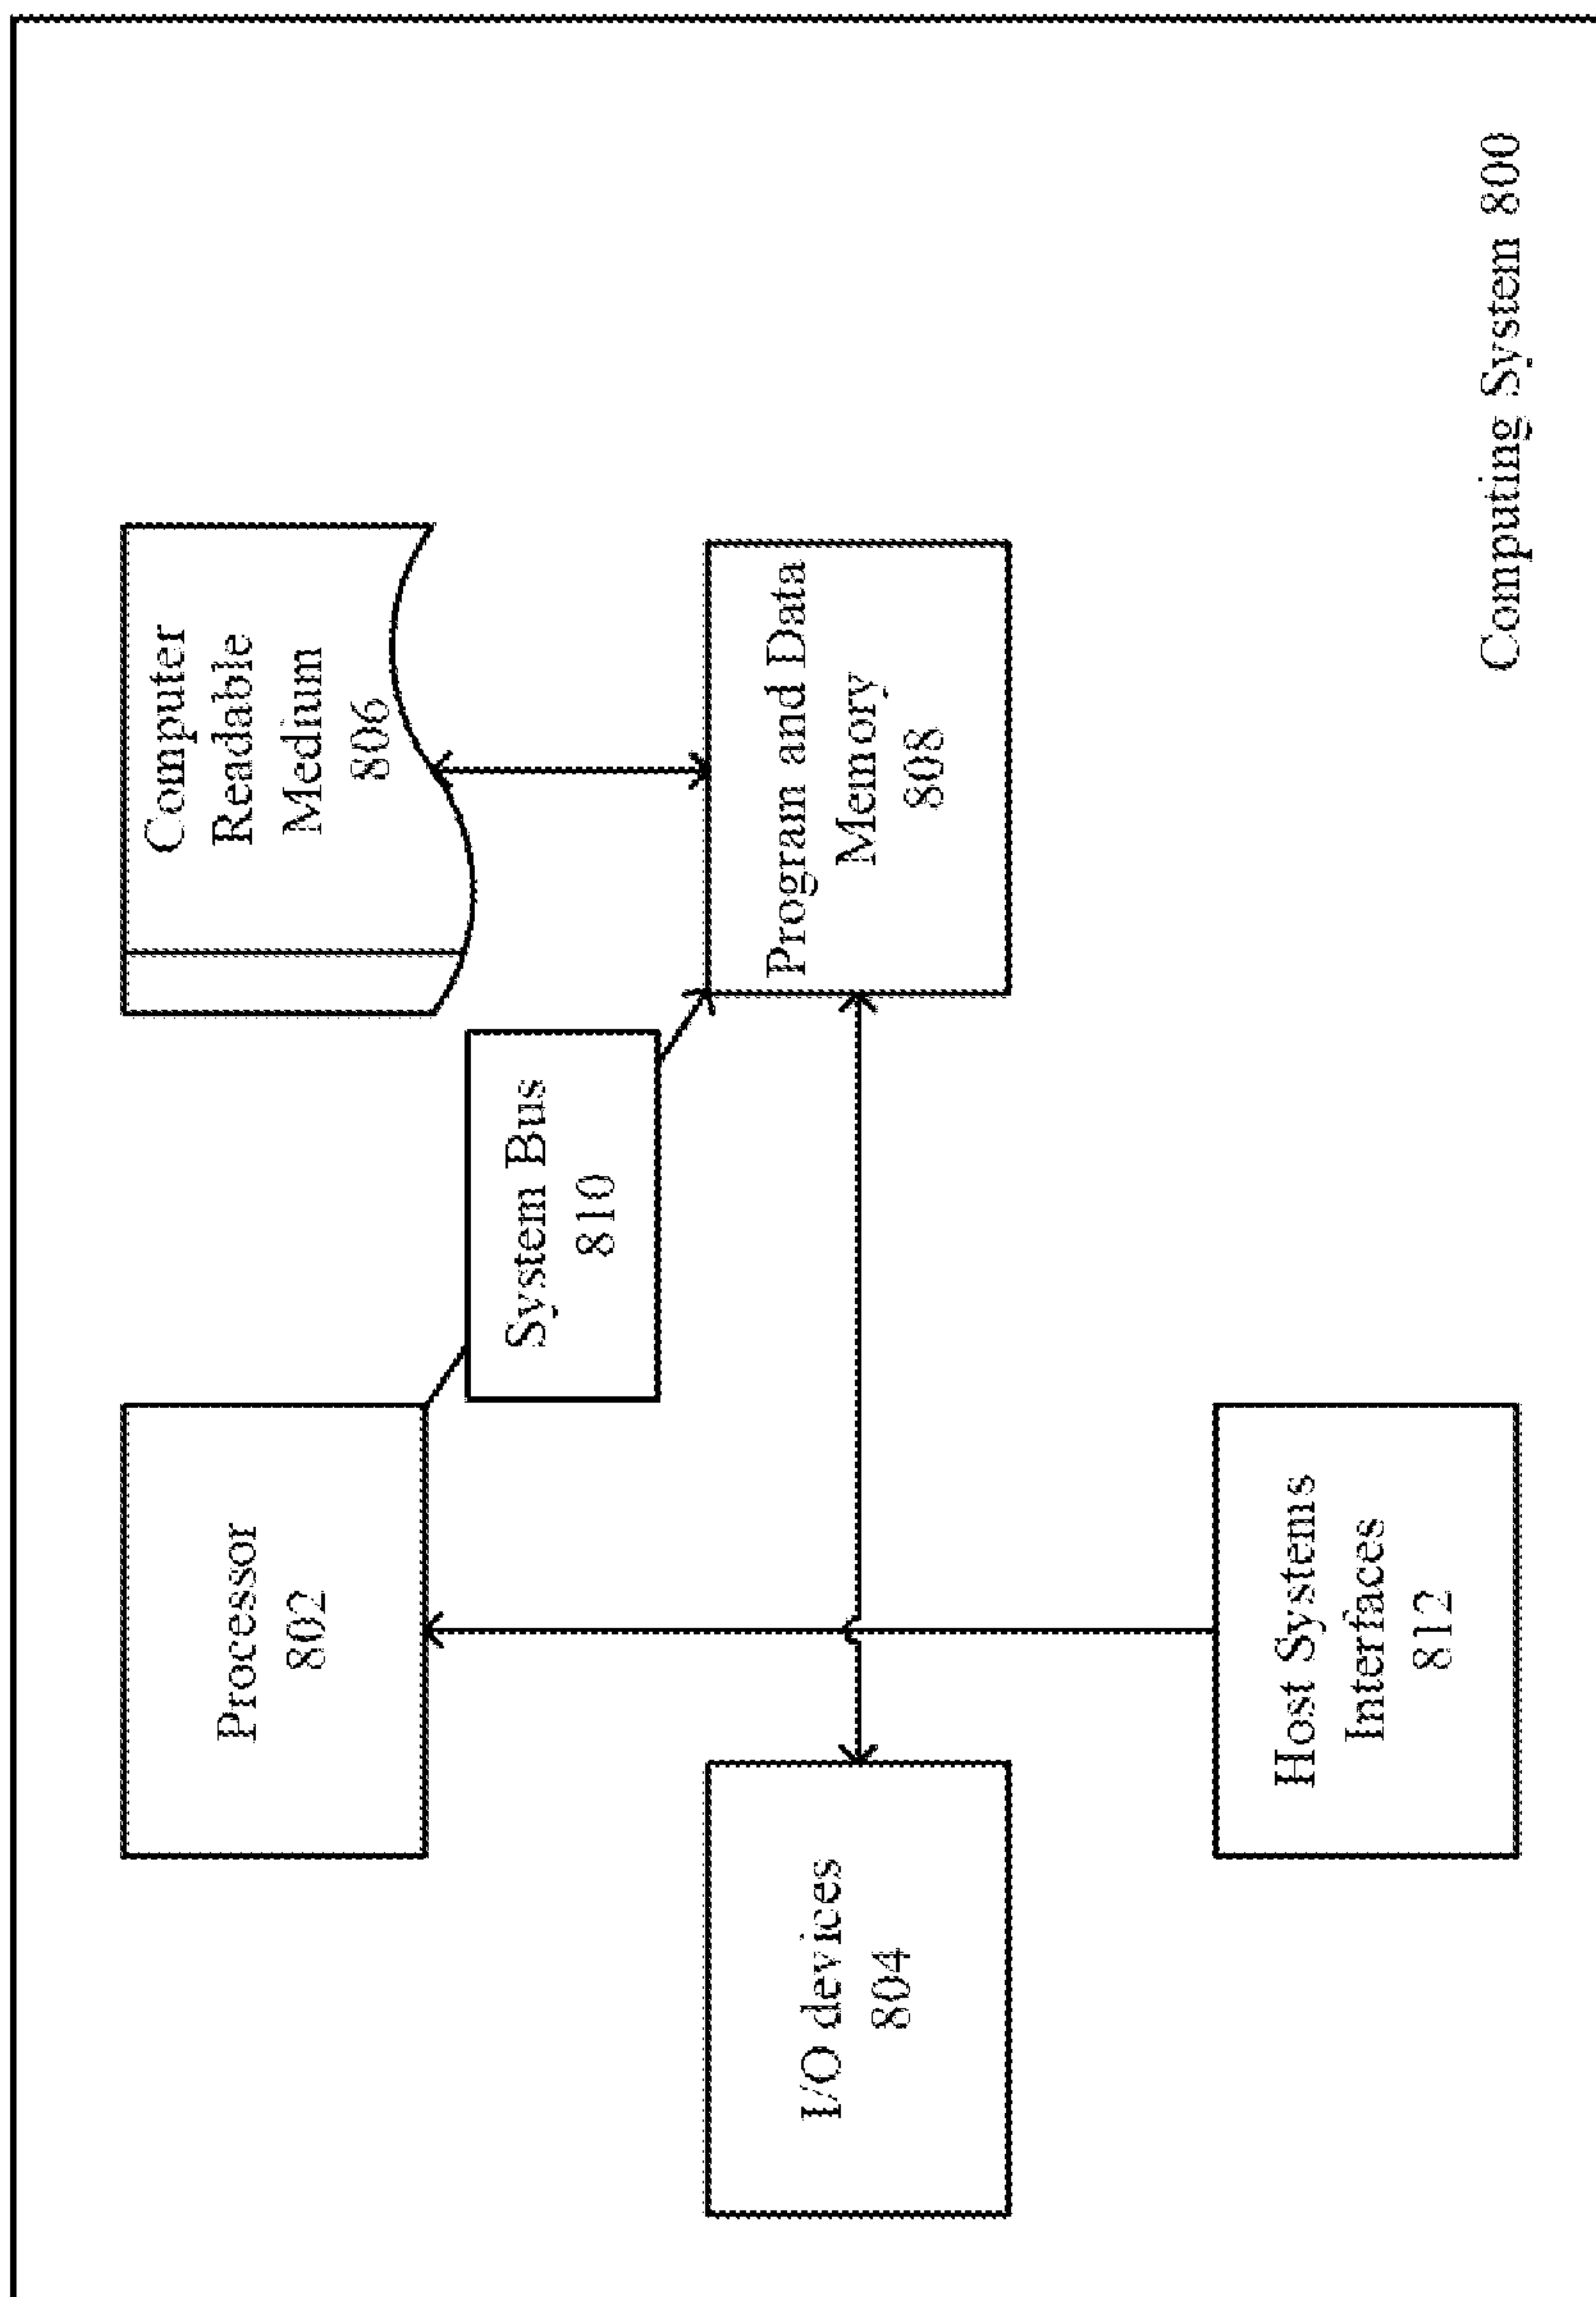 Processor
802
Computer
Readable
Medium
806
System Bus
810
I/O devices
804
Program and Data
Memory
808
Host Systems
Interfaces
812
Computing System 800